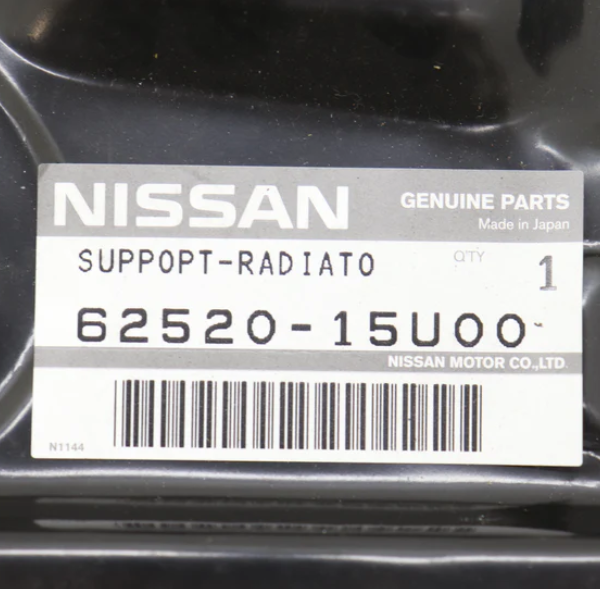 NISSAN
GENUINE PARTS
Made in Japan
SUPPOPT-RADIATO
Q'TY 1
62520-15U00
NISSAN MOTOR CO.,LTD.
N1144